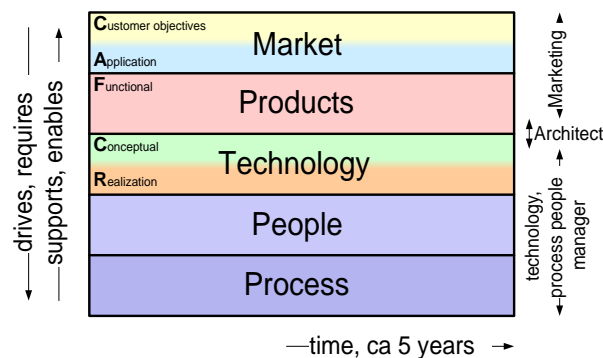 Customer objectives
Market
Application
Functional
Products
Conceptual
Technology
Realization
People
Process
drives, requires
supports, enables
Marketing
Architect
technology,
process people
manager
time, ca 5 years